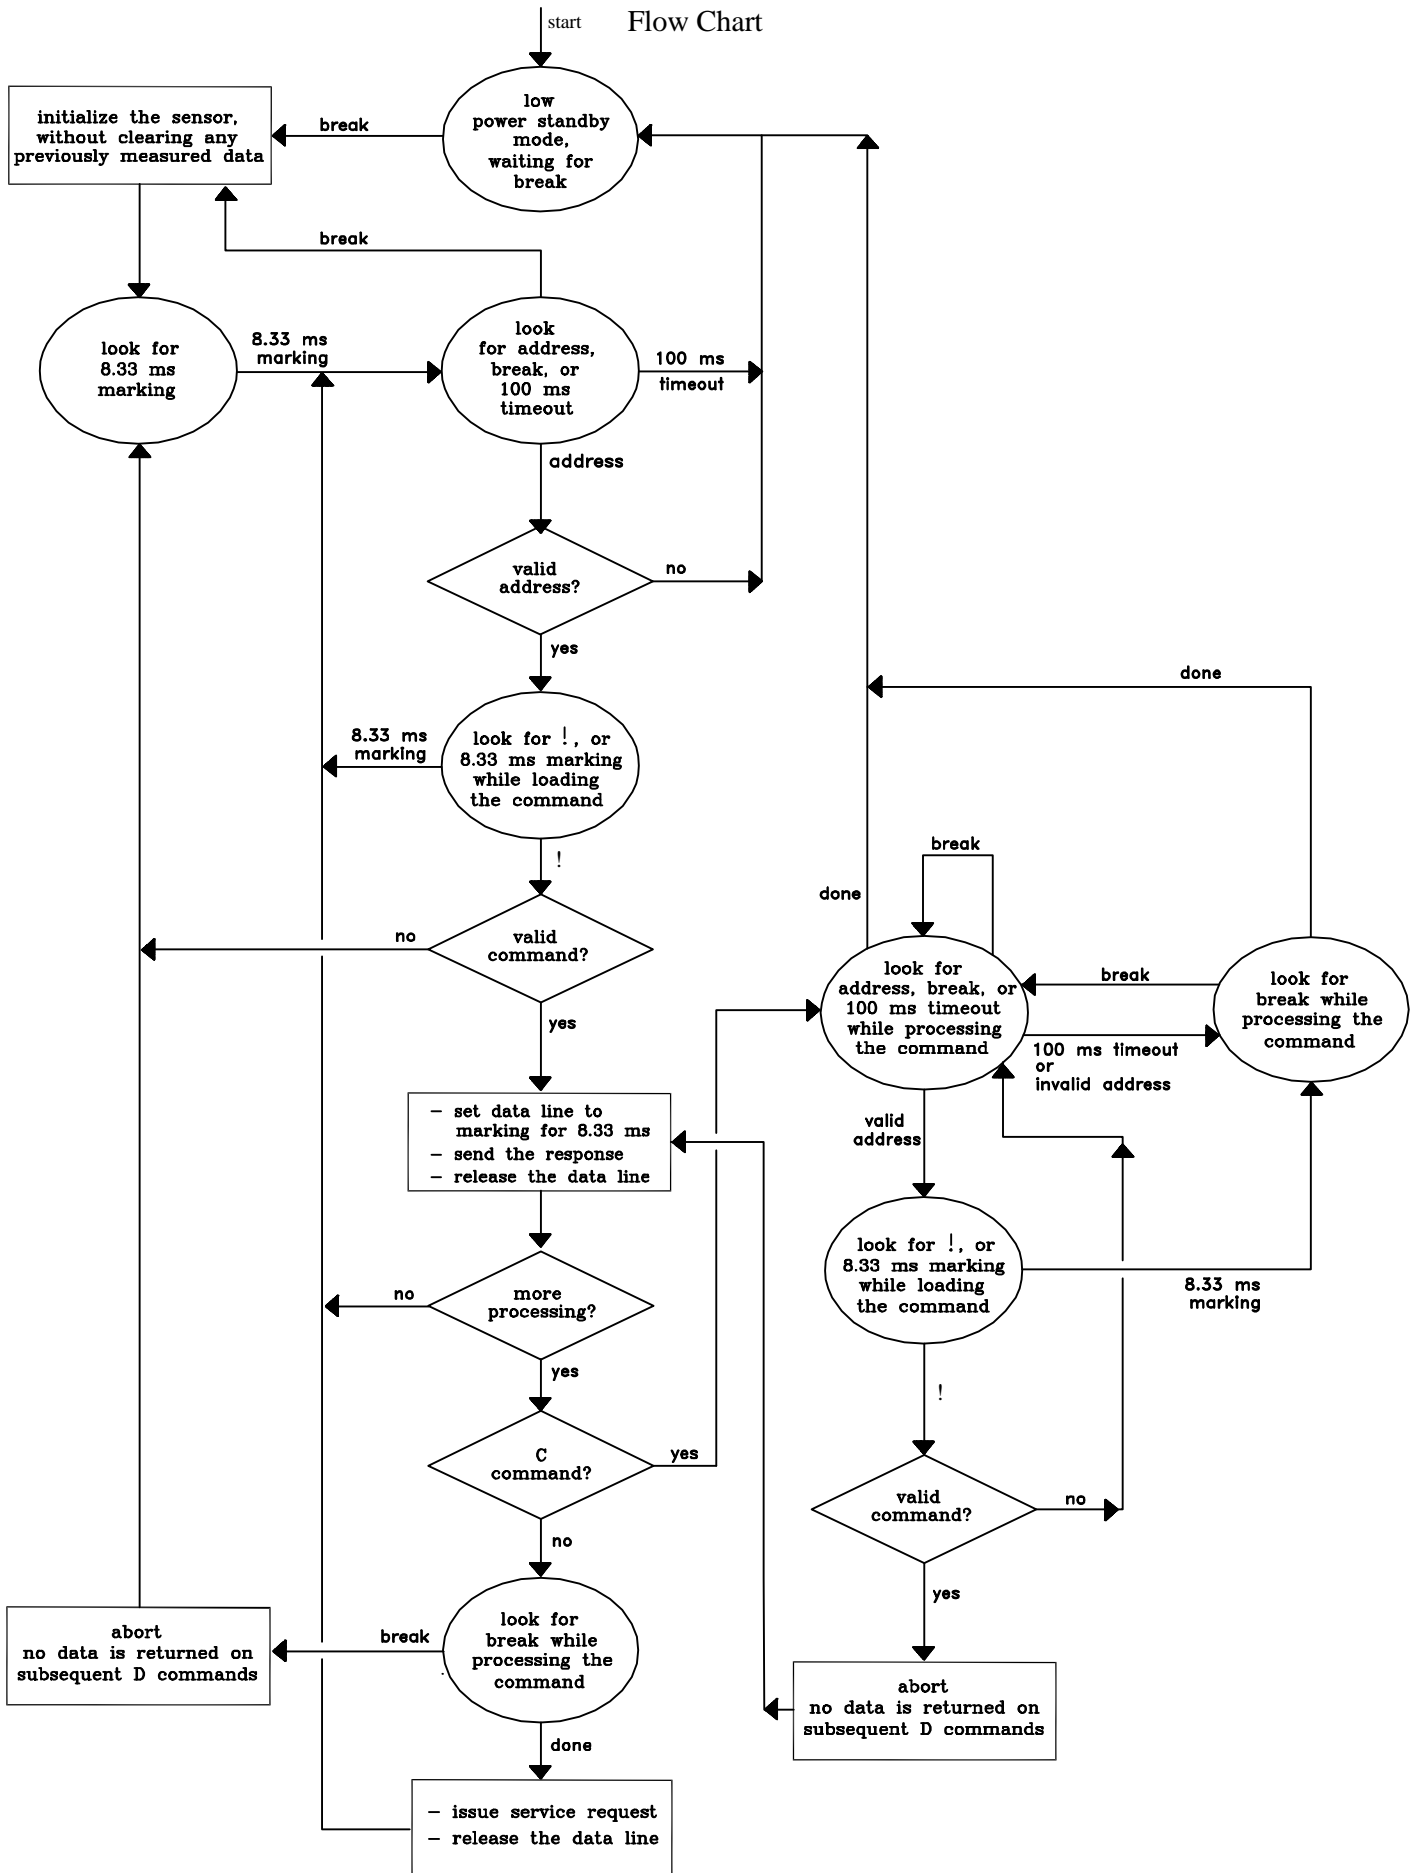 start
Flow Chart
low
power standby
mode,
waiting for
break
break
initialize the sensor,
without clearing any
previously measured data
break
look for
8.33 ms
marking
8.33 ms
marking
look
for address,
break, or
100 ms
timeout
100 ms
timeout
address
valid
address?
no
yes
8.33 ms
marking
look for !, or
8.33 ms marking
while loading
the command
!
no
valid
command?
yes
– set data line to
marking for 8.33 ms
– send the response
– release the data line
no
more
processing?
yes
C
command?
yes
no
look for
break while
processing the
command
break
abort
no data is returned on
subsequent D commands
done
– issue service request
– release the data line
done
break
done
look for
address, break, or
100 ms timeout
while processing
the command
break
look for
break while
processing the
command
100 ms timeout
or
invalid address
valid
address
look for !, or
8.33 ms marking
while loading
the command
8.33 ms
marking
!
valid
command?
no
yes
abort
no data is returned on
subsequent D commands